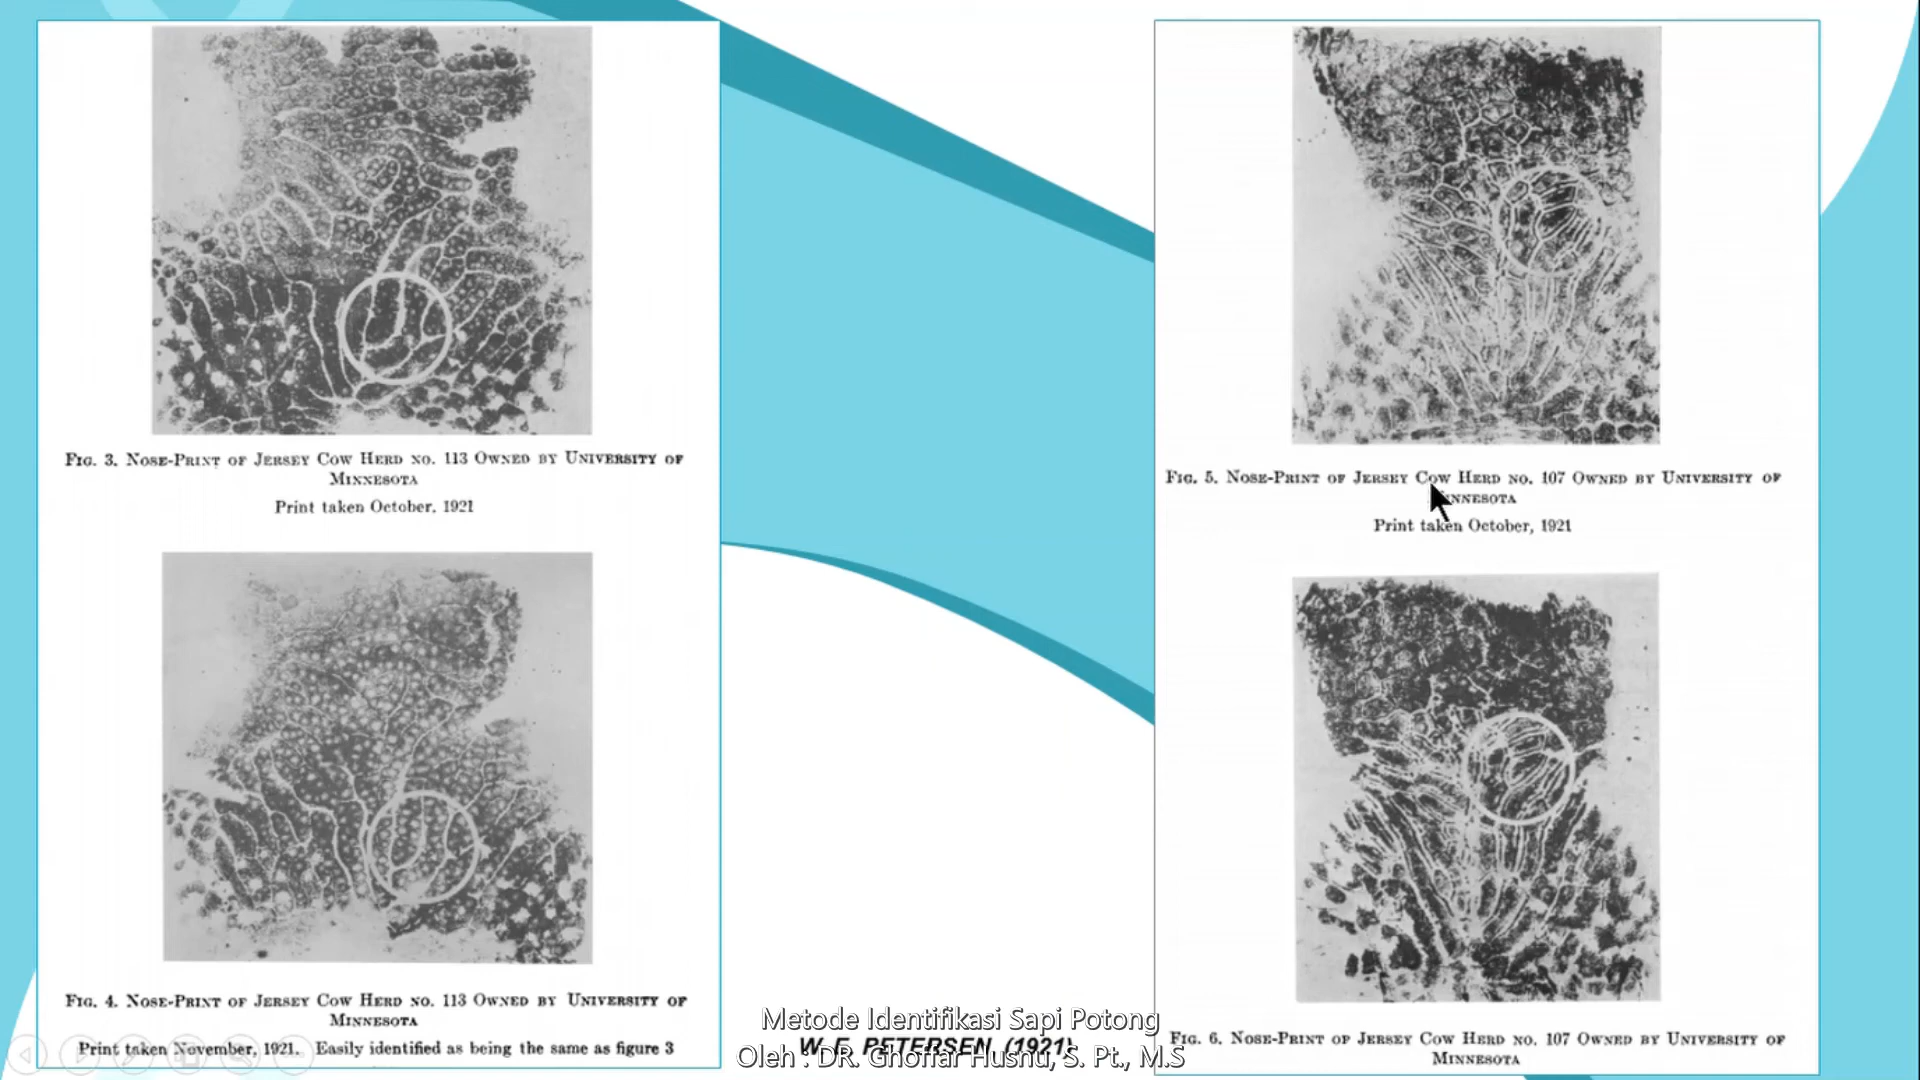 FIG. 3. NOSE-PRINT OF JERSEY COW HERD NO. 113 OWNED BY UNIVERSITY OF
MINNESOTA
Print taken October, 1921
FIG. 4. NOSE-PRINT OF JERSEY COW HERD NO. 113 OWNED BY UNIVERSITY OF
MINNESOTA
Print taken November, 1921. Easily identified as being the same as figure 3
FIG. 5. NOSE-PRINT OF JERSEY COW HERD NO. 107 OWNED BY UNIVERSITY OF
MINNESOTA
Print taken October, 1921
FIG. 6. NOSE-PRINT OF JERSEY COW HERD NO. 107 OWNED BY UNIVERSITY OF
MINNESOTA
W. E. PETERSEN (1921)
Metode Identifikasi Sapi Potong
Oleh : DR. Ghoffar Husnu, S. Pt., M.S